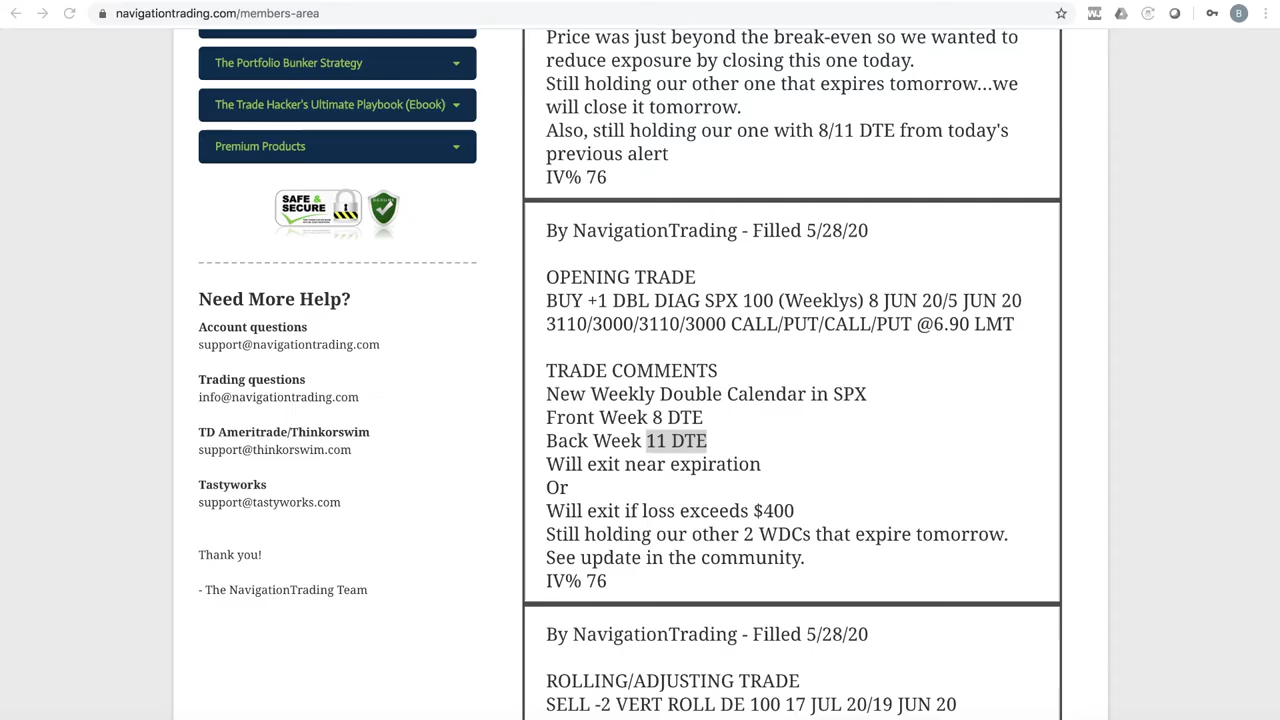 navigationtrading.com/members-area
B
The Portfolio Bunker Strategy
The Trade Hacker's Ultimate Playbook (Ebook)
Premium Products
SAFE &
SECURE
Need More Help?
Account questions
support@navigationtrading.com
Trading questions
info@navigationtrading.com
TD Ameritrade/Thinkorswim
support@thinkorswim.com
Tastyworks
support@tastyworks.com
Thank you!
- The NavigationTrading Team
Price was just beyond the break-even so we wanted to
reduce exposure by closing this one today.
Still holding our other one that expires tomorrow...we
will close it tomorrow.
Also, still holding our one with 8/11 DTE from today's
previous alert
IV% 76
By NavigationTrading - Filled 5/28/20
OPENING TRADE
BUY +1 DBL DIAG SPX 100 (Weeklys) 8 JUN 20/5 JUN 20
3110/3000/3110/3000 CALL/PUT/CALL/PUT @6.90 LMT
TRADE COMMENTS
New Weekly Double Calendar in SPX
Front Week 8 DTE
Back Week 11 DTE
Will exit near expiration
Or
Will exit if loss exceeds $400
Still holding our other 2 WDCs that expire tomorrow.
See update in the community.
IV% 76
By NavigationTrading - Filled 5/28/20
ROLLING/ADJUSTING TRADE
SELL -2 VERT ROLL DE 100 17 JUL 20/19 JUN 20